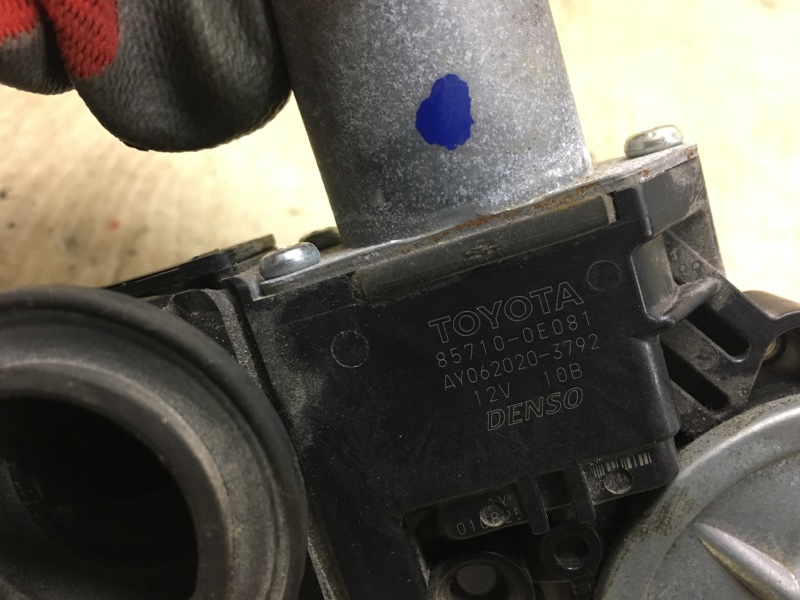 TOYOTA
85710-0E081
AY062020-3792
12V 10B
DENSO